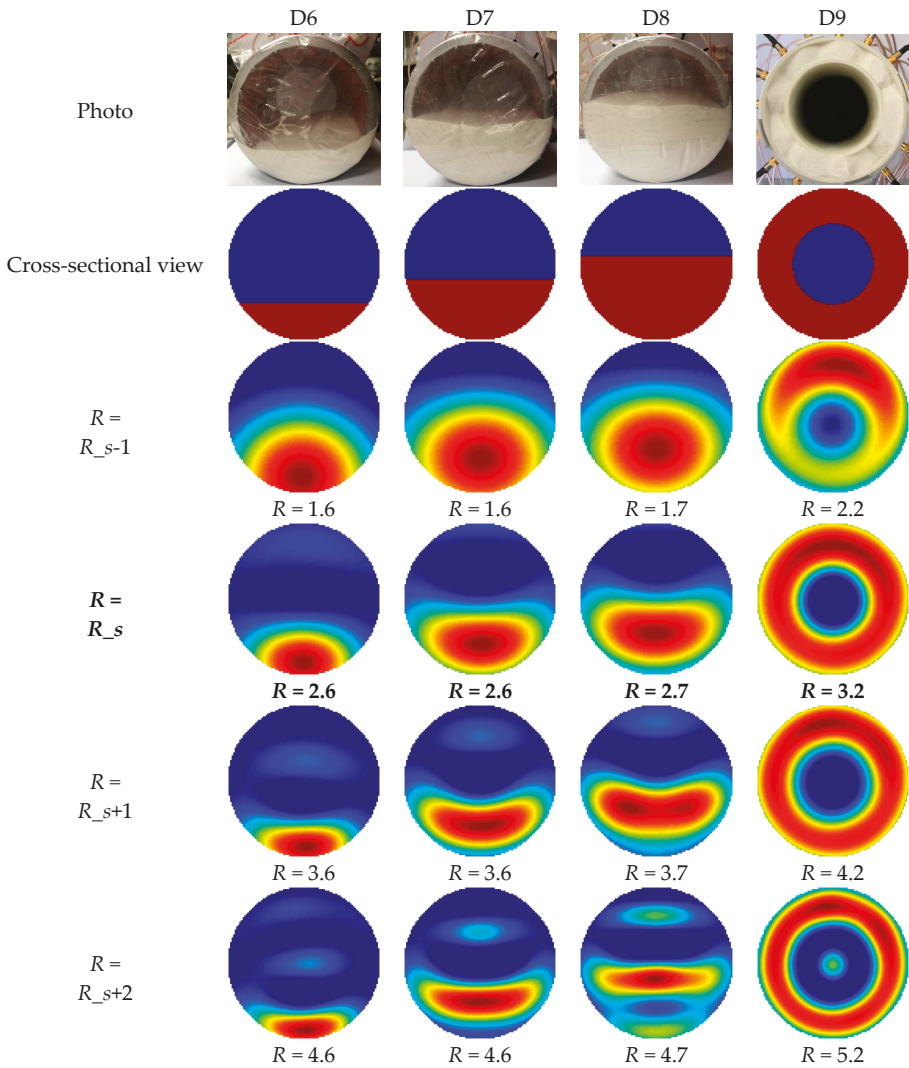 D6 D7 D8 D9
Photo
Cross-sectional view
R =
R_s-1
R = 1.6 R = 1.6 R = 1.7 R = 2.2
R =
R_s
R = 2.6 R = 2.6 R = 2.7 R = 3.2
R =
R_s+1
R = 3.6 R = 3.6 R = 3.7 R = 4.2
R =
R_s+2
R = 4.6 R = 4.6 R = 4.7 R = 5.2